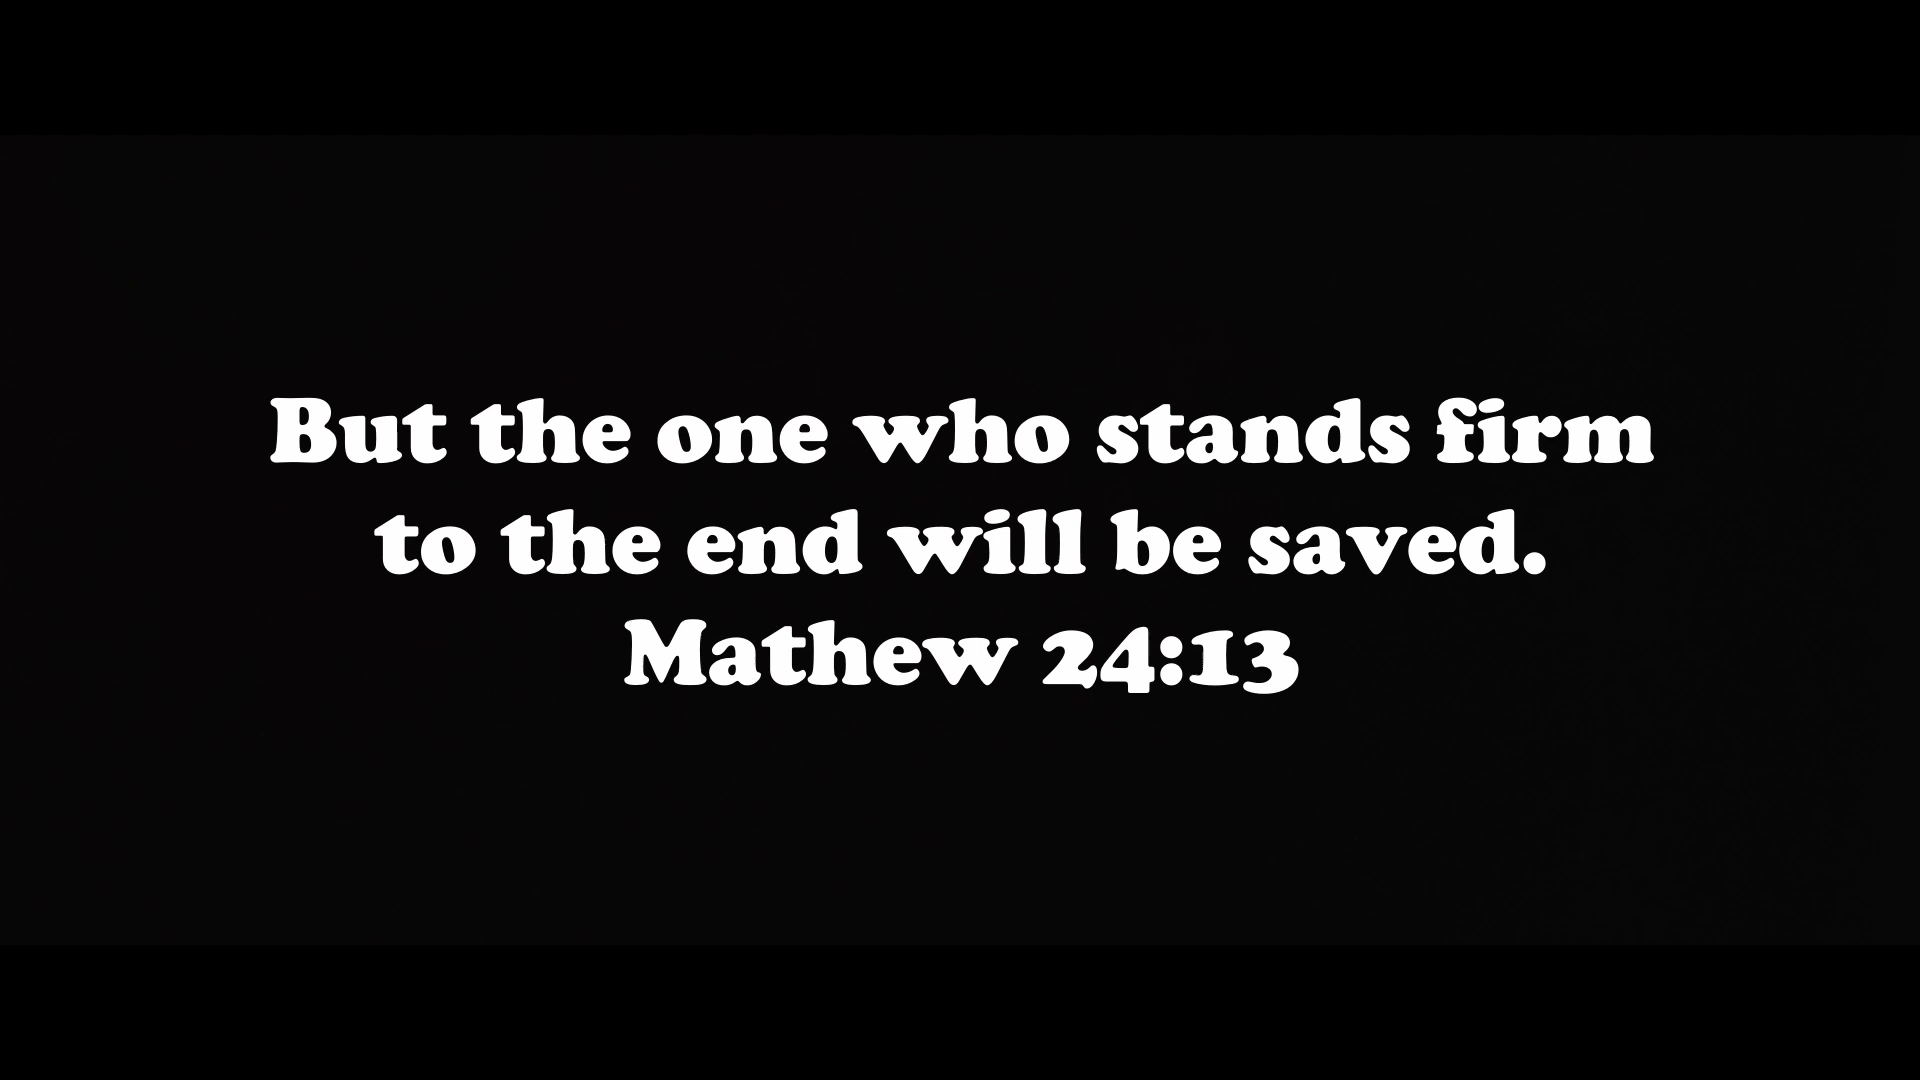 But the one who stands firm
to the end will be saved.
Mathew 24:13